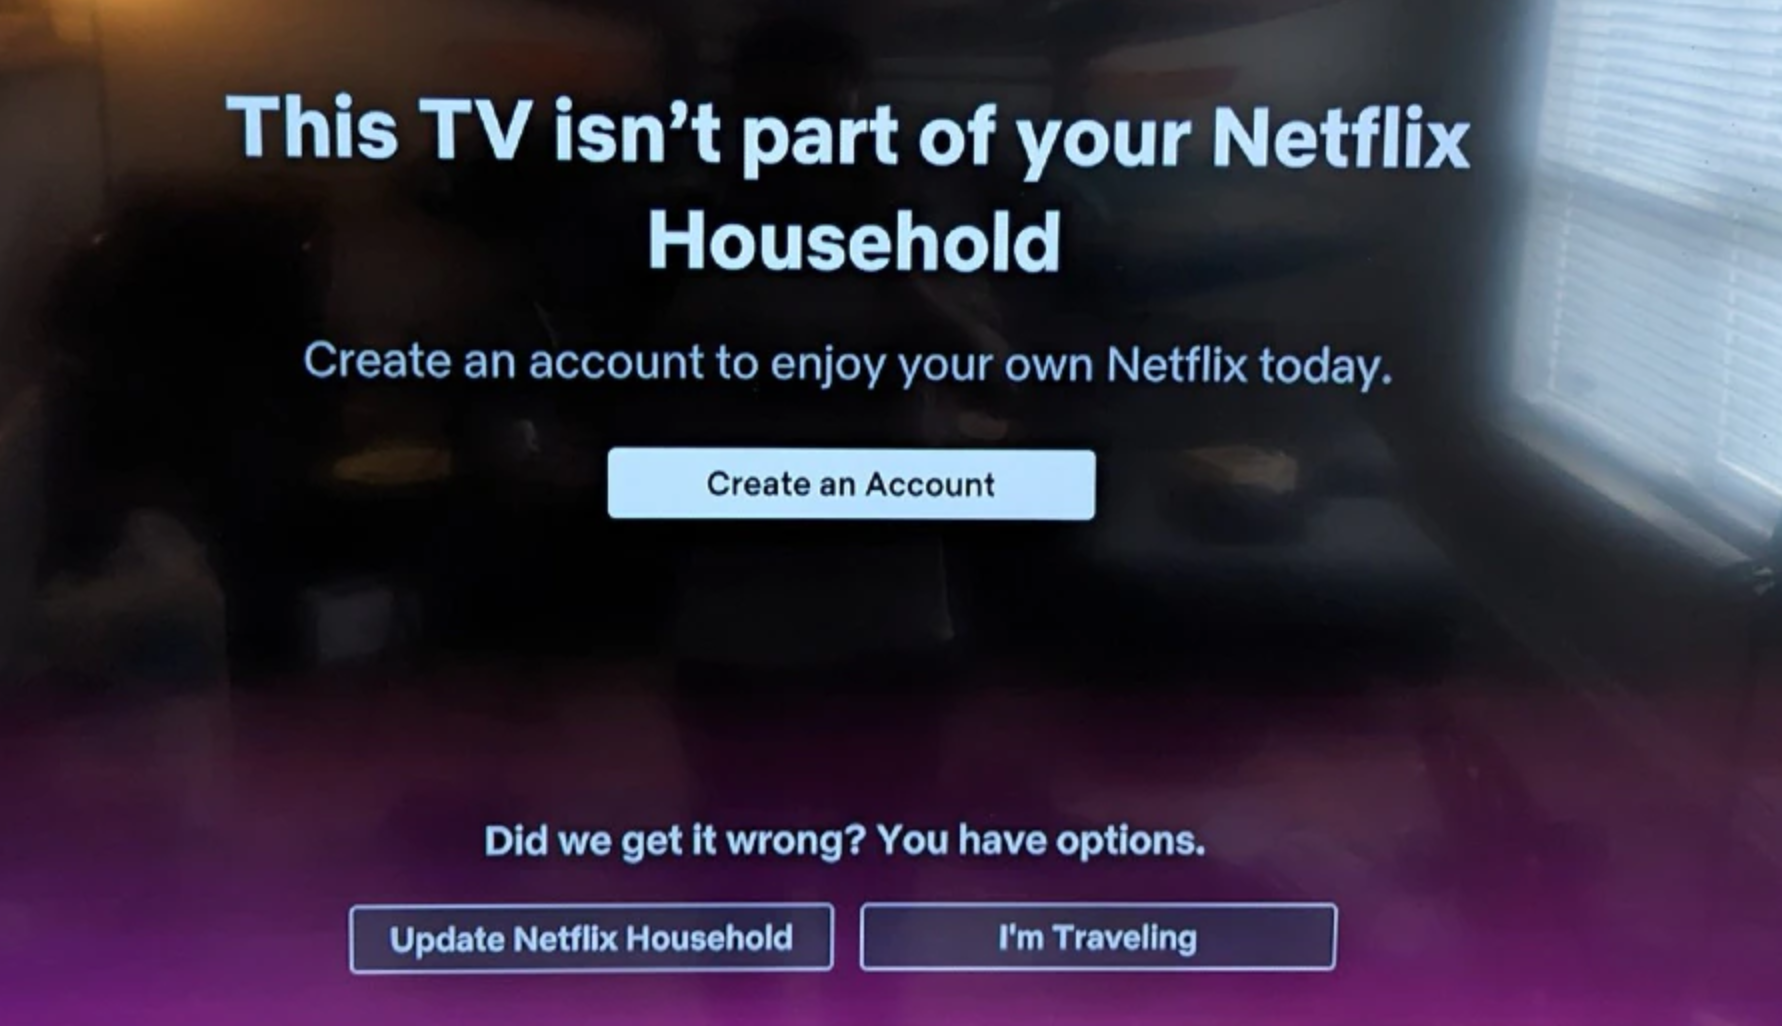 This TV isn’t part of your Netflix
Household
Create an account to enjoy your own Netflix today.
Create an Account
Did we get it wrong? You have options.
Update Netflix Household
I'm Traveling